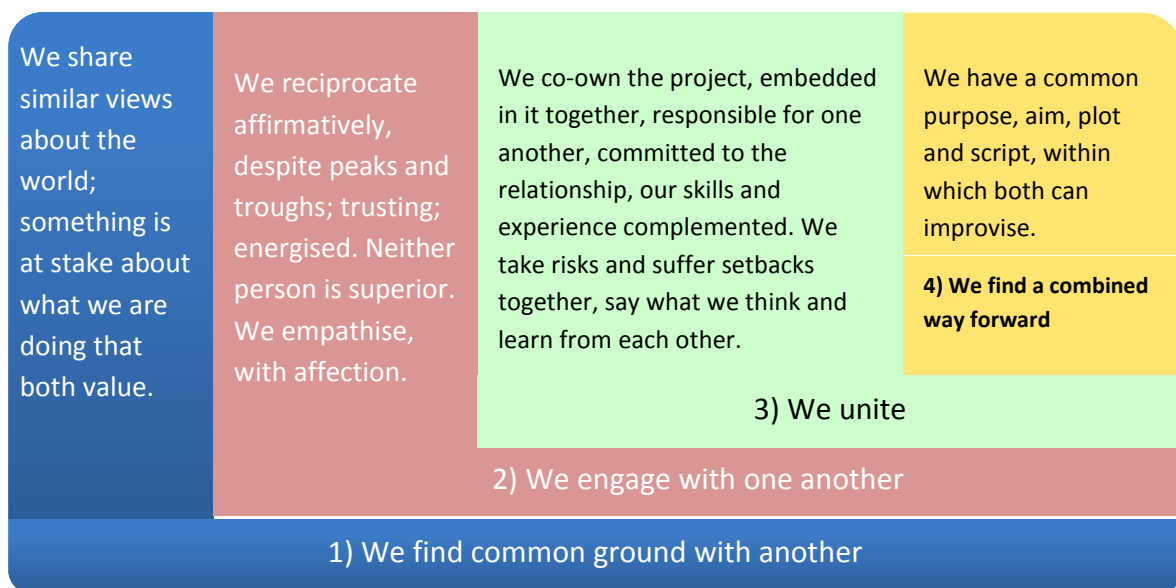 We share
similar views
about the
world;
something is
at stake about
what we are
doing that
both value.
We reciprocate
affirmatively,
despite peaks and
troughs; trusting;
energised. Neither
person is superior.
We empathise,
with affection.
We co-own the project, embedded
in it together, responsible for one
another, committed to the
relationship, our skills and
experience complemented. We
take risks and suffer setbacks
together, say what we think and
learn from each other.
We have a common
purpose, aim, plot
and script, within
which both can
improvise.
4) We find a combined
way forward
3) We unite
2) We engage with one another
1) We find common ground with another